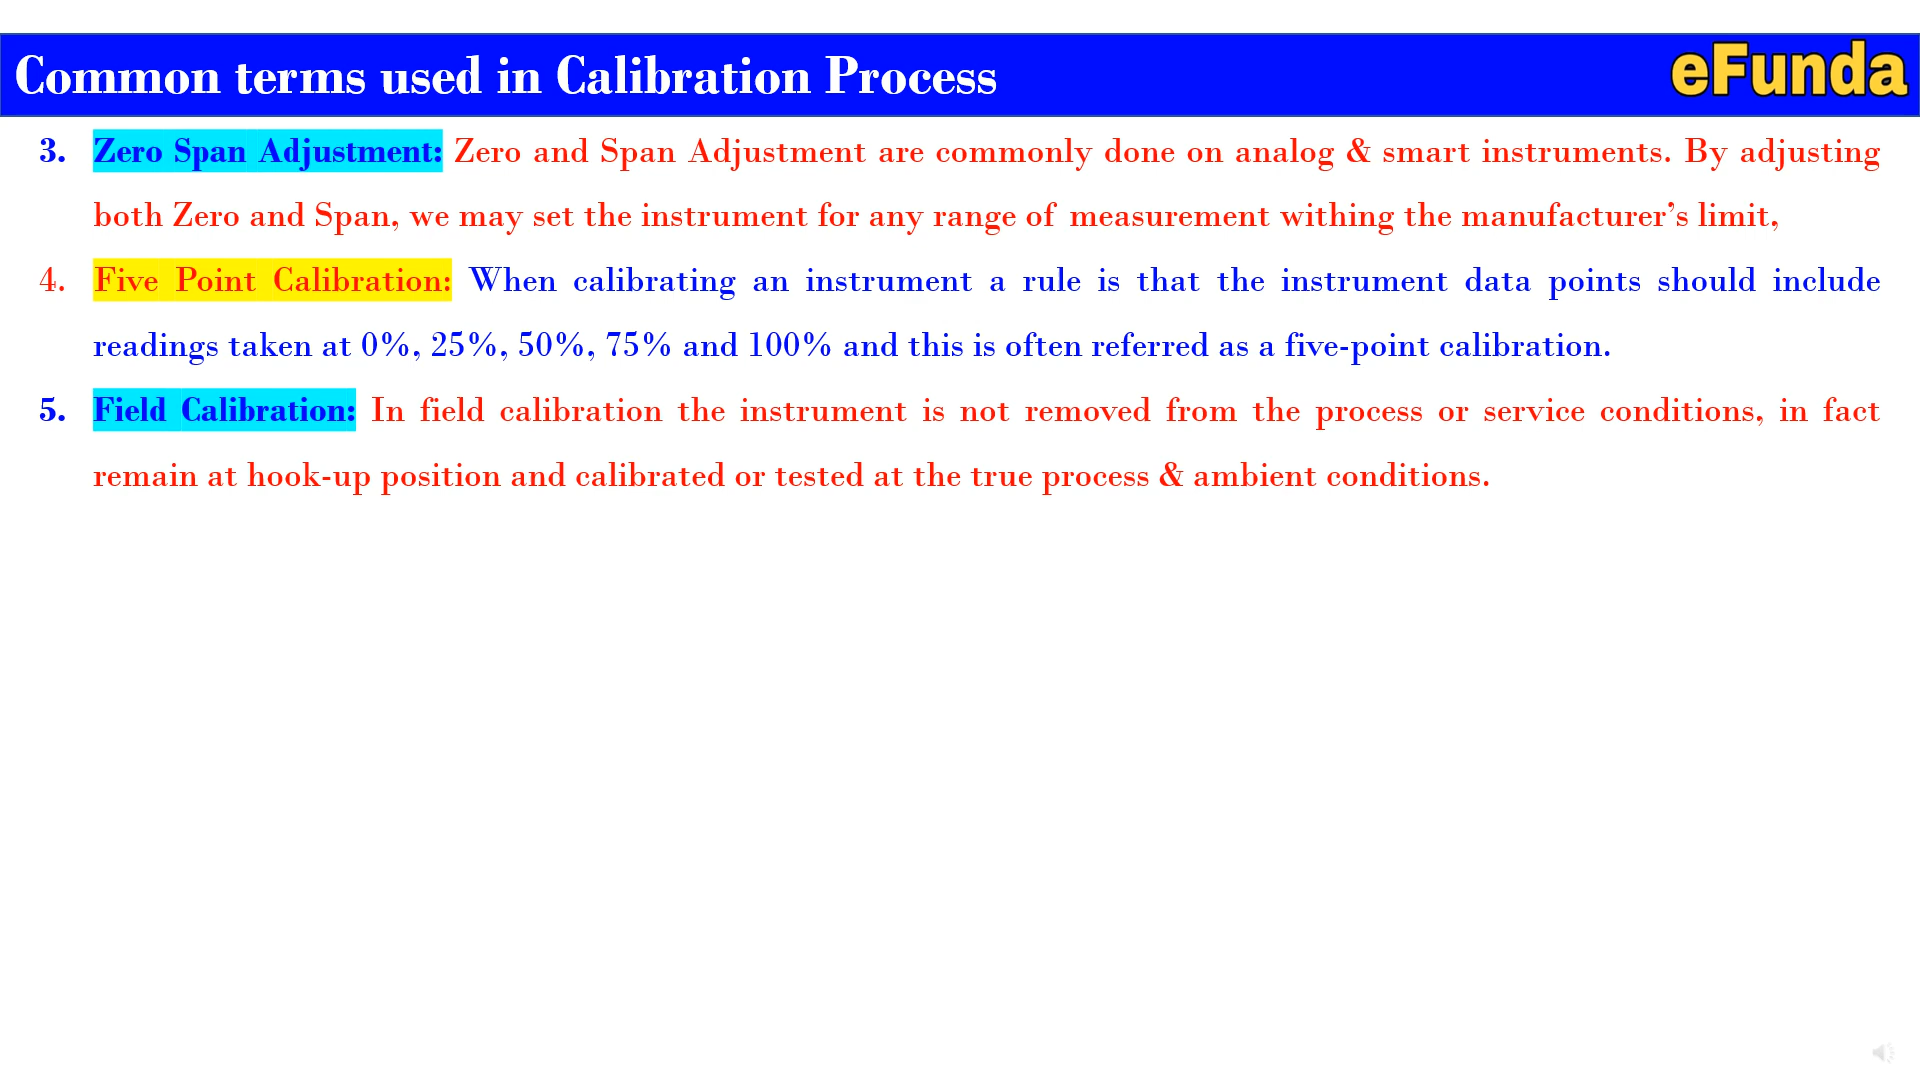 Common terms used in Calibration Process
eFunda
3. Zero Span Adjustment: Zero and Span Adjustment are commonly done on analog & smart instruments. By adjusting
both Zero and Span, we may set the instrument for any range of measurement withing the manufacturer’s limit,
4. Five Point Calibration: When calibrating an instrument a rule is that the instrument data points should include
readings taken at 0%, 25%, 50%, 75% and 100% and this is often referred as a five-point calibration.
5. Field Calibration: In field calibration the instrument is not removed from the process or service conditions, in fact
remain at hook-up position and calibrated or tested at the true process & ambient conditions.